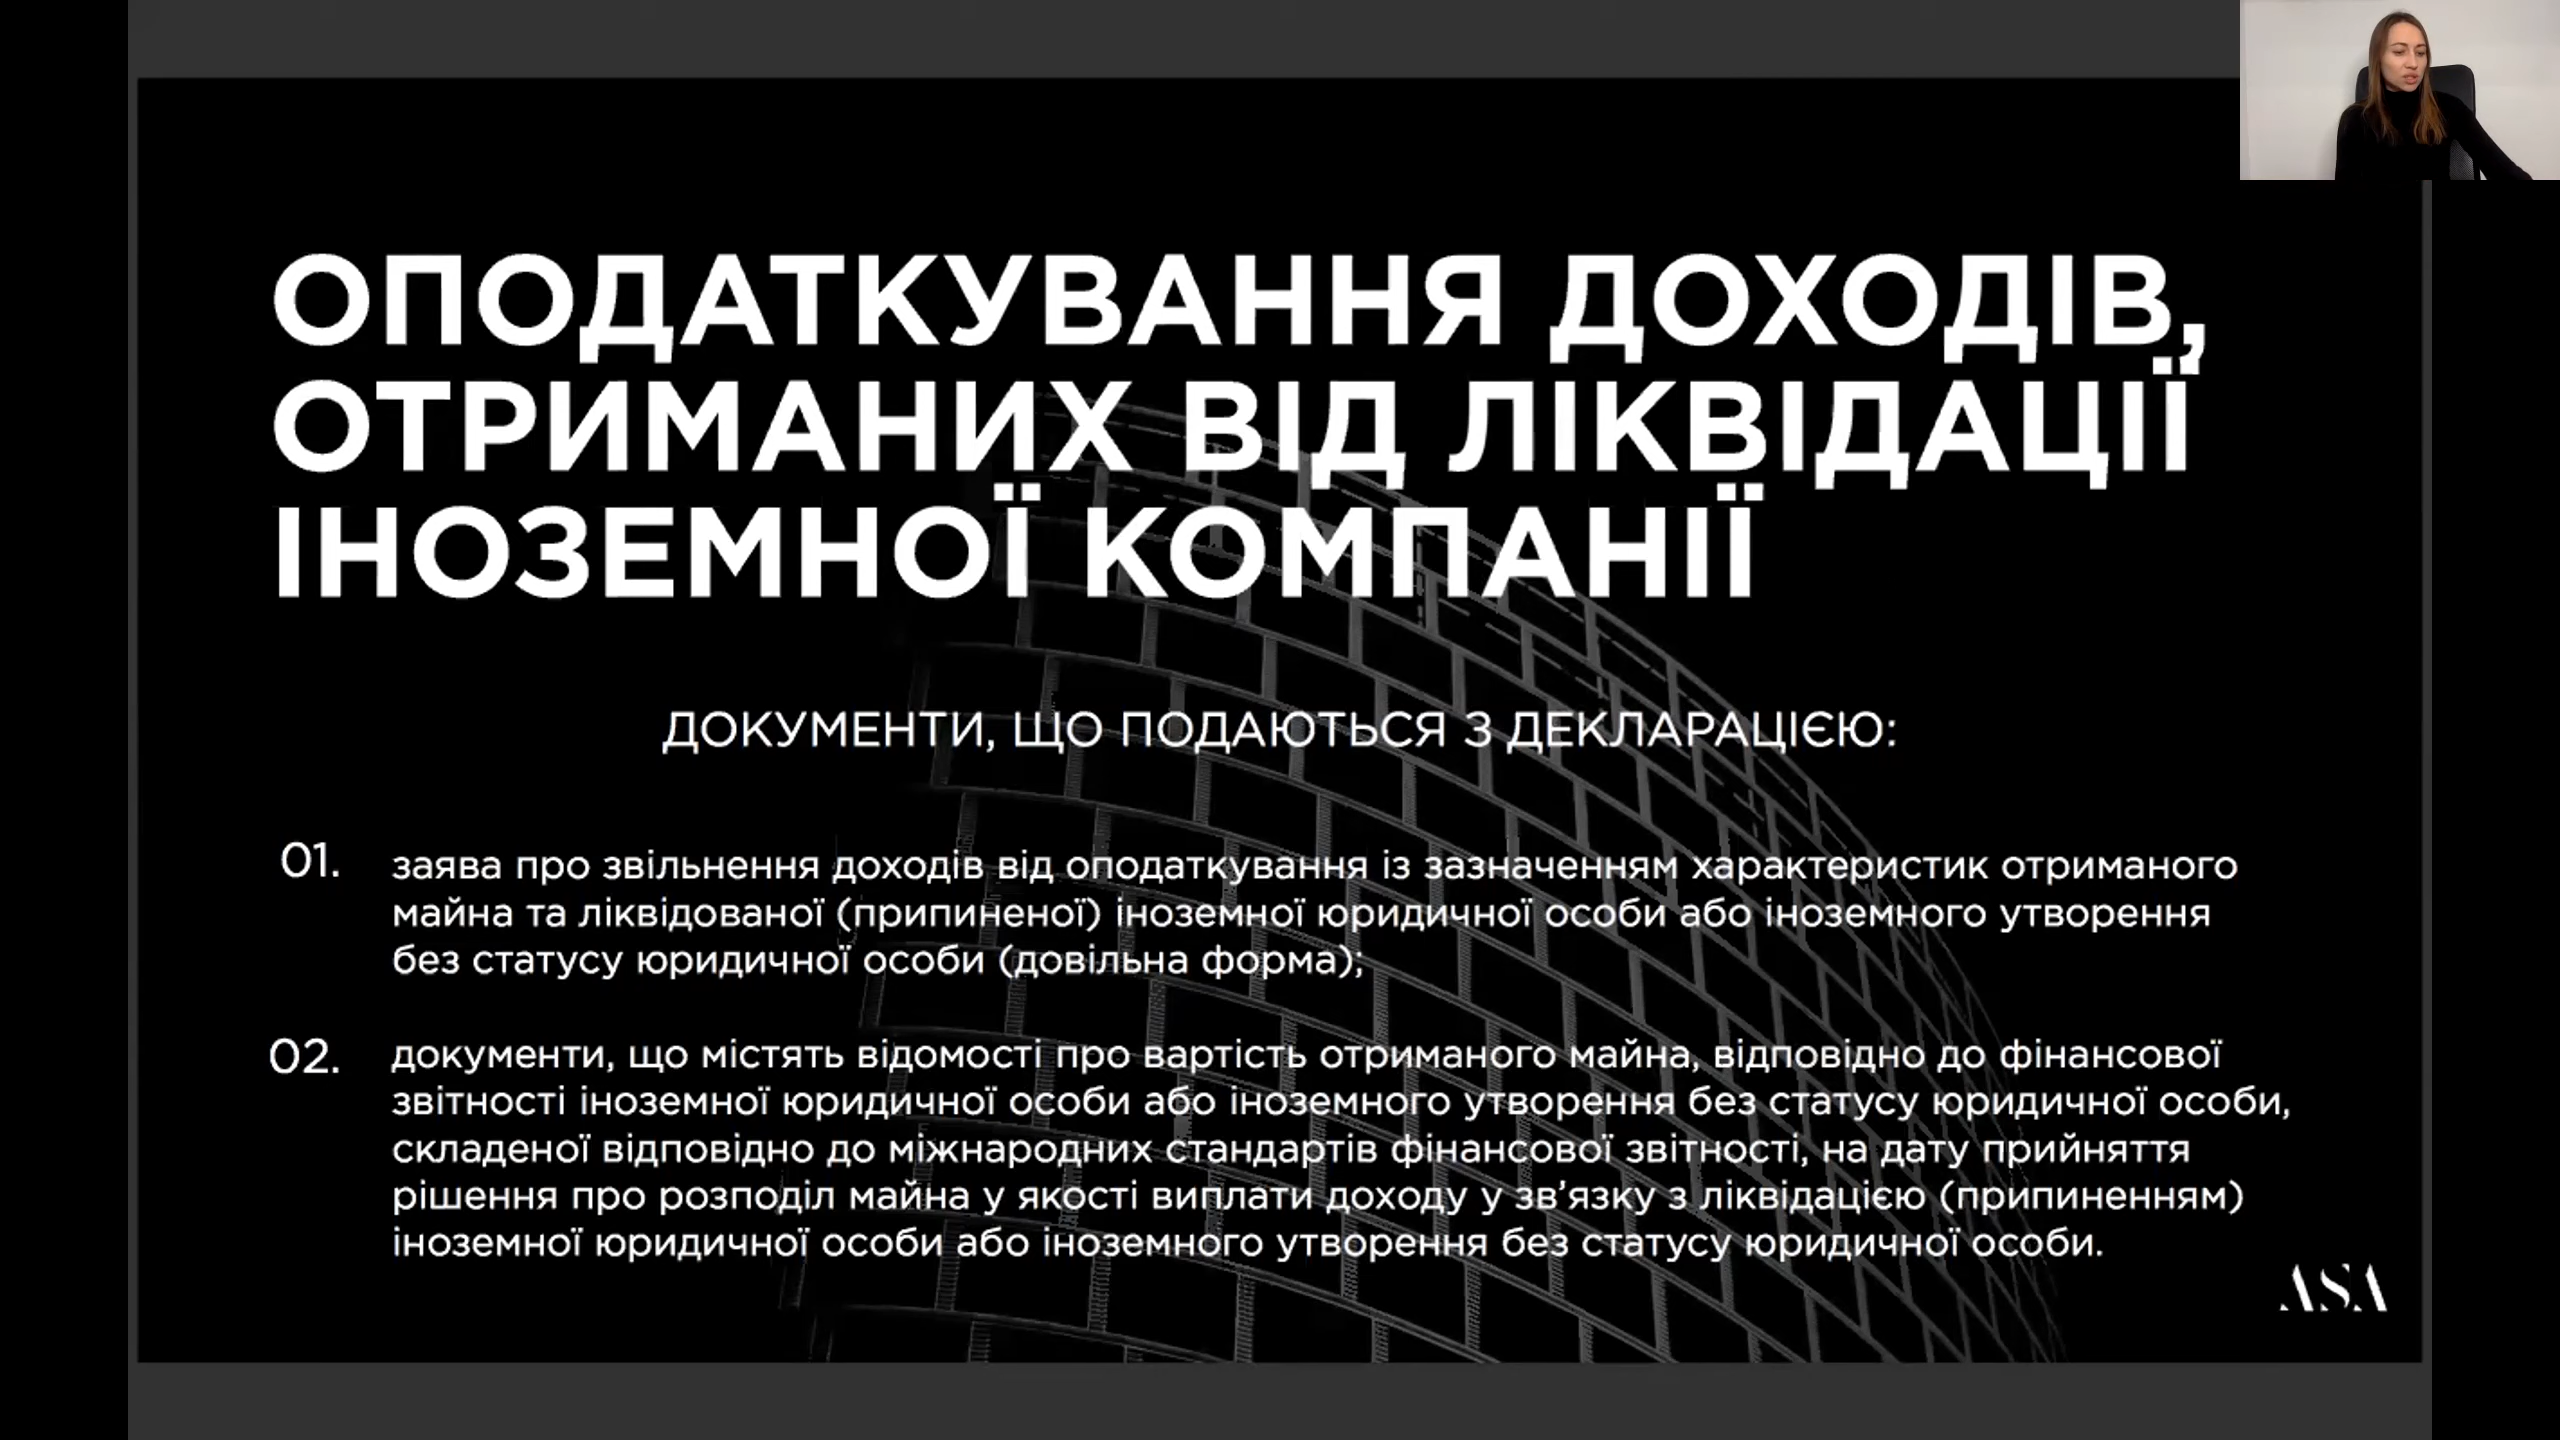 ОПОДАТКУВАННЯ ДОХОДІВ,
ОТРИМАНИХ ВІД ЛІКВІДАЦІЇ
ІНОЗЕМНОЇ КОМПАНІЇ
ДОКУМЕНТИ, ЩО ПОДАЮТЬСЯ З ДЕКЛАРАЦІЄЮ:
01. заява про звільнення доходів від оподаткування із зазначенням характеристик отриманого
майна та ліквідованої (припиненої) іноземної юридичної особи або іноземного утворення
без статусу юридичної особи (довільна форма);
02. документи, що містять відомості про вартість отриманого майна, відповідно до фінансової
звітності іноземної юридичної особи або іноземного утворення без статусу юридичної особи,
складеної відповідно до міжнародних стандартів фінансової звітності, на дату прийняття
рішення про розподіл майна у якості виплати доходу у зв’язку з ліквідацією (припиненням)
іноземної юридичної особи або іноземного утворення без статусу юридичної особи.
ASA